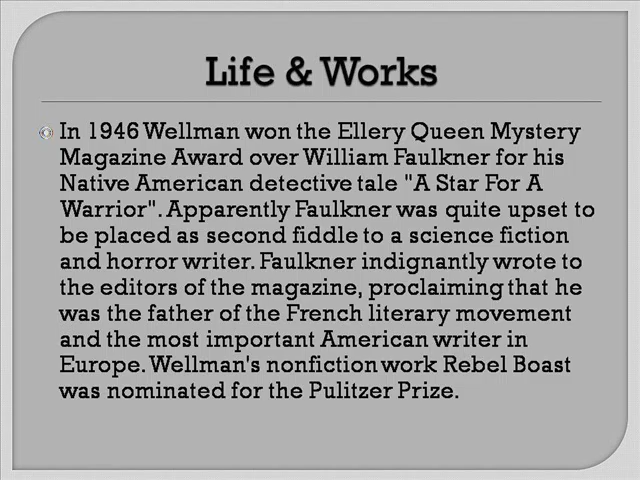 Life & Works
In 1946 Wellman won the Ellery Queen Mystery
Magazine Award over William Faulkner for his
Native American detective tale "A Star For A
Warrior". Apparently Faulkner was quite upset to
be placed as second fiddle to a science fiction
and horror writer. Faulkner indignantly wrote to
the editors of the magazine, proclaiming that he
was the father of the French literary movement
and the most important American writer in
Europe. Wellman's nonfiction work Rebel Boast
was nominated for the Pulitzer Prize.